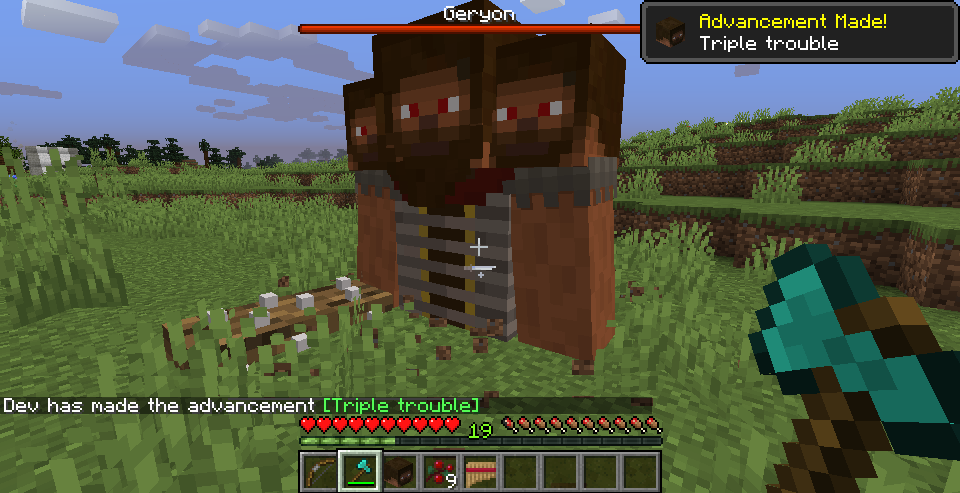 Geryon
Advancement Made!
Triple trouble
Dev has made the advancement [Triple trouble]
19
9